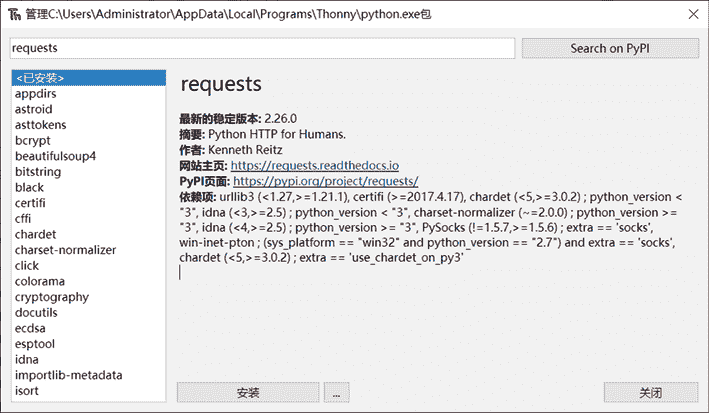 管理C:\Users\Administrator\AppData\Local\Programs\Thonny\python.exe包
requests
Search on PyPI
<已安装>
appdirs
astroid
asttokens
bcrypt
beautifulsoup4
bitstring
black
certifi
cffi
chardet
charset-normalizer
click
colorama
cryptography
docutils
ecdsa
esptool
idna
importlib-metadata
isort
requests
最新的稳定版本: 2.26.0
摘要: Python HTTP for Humans.
作者: Kenneth Reitz
网站主页: https://requests.readthedocs.io
PyPI页面: https://pypi.org/project/requests/
依赖项: urllib3 (<1.27,>=1.21.1), certifi (>=2017.4.17), chardet (<5,>=3.0.2) ; python_version <
"3", idna (<3,>=2.5) ; python_version < "3", charset-normalizer (~=2.0.0) ; python_version >=
"3", idna (<4,>=2.5) ; python_version >= "3", PySocks (!=1.5.7,>=1.5.6) ; extra == 'socks',
win-inet-pton ; (sys_platform == "win32" and python_version == "2.7") and extra == 'socks',
chardet (<5,>=3.0.2) ; extra == 'use_chardet_on_py3'
安装
...
关闭